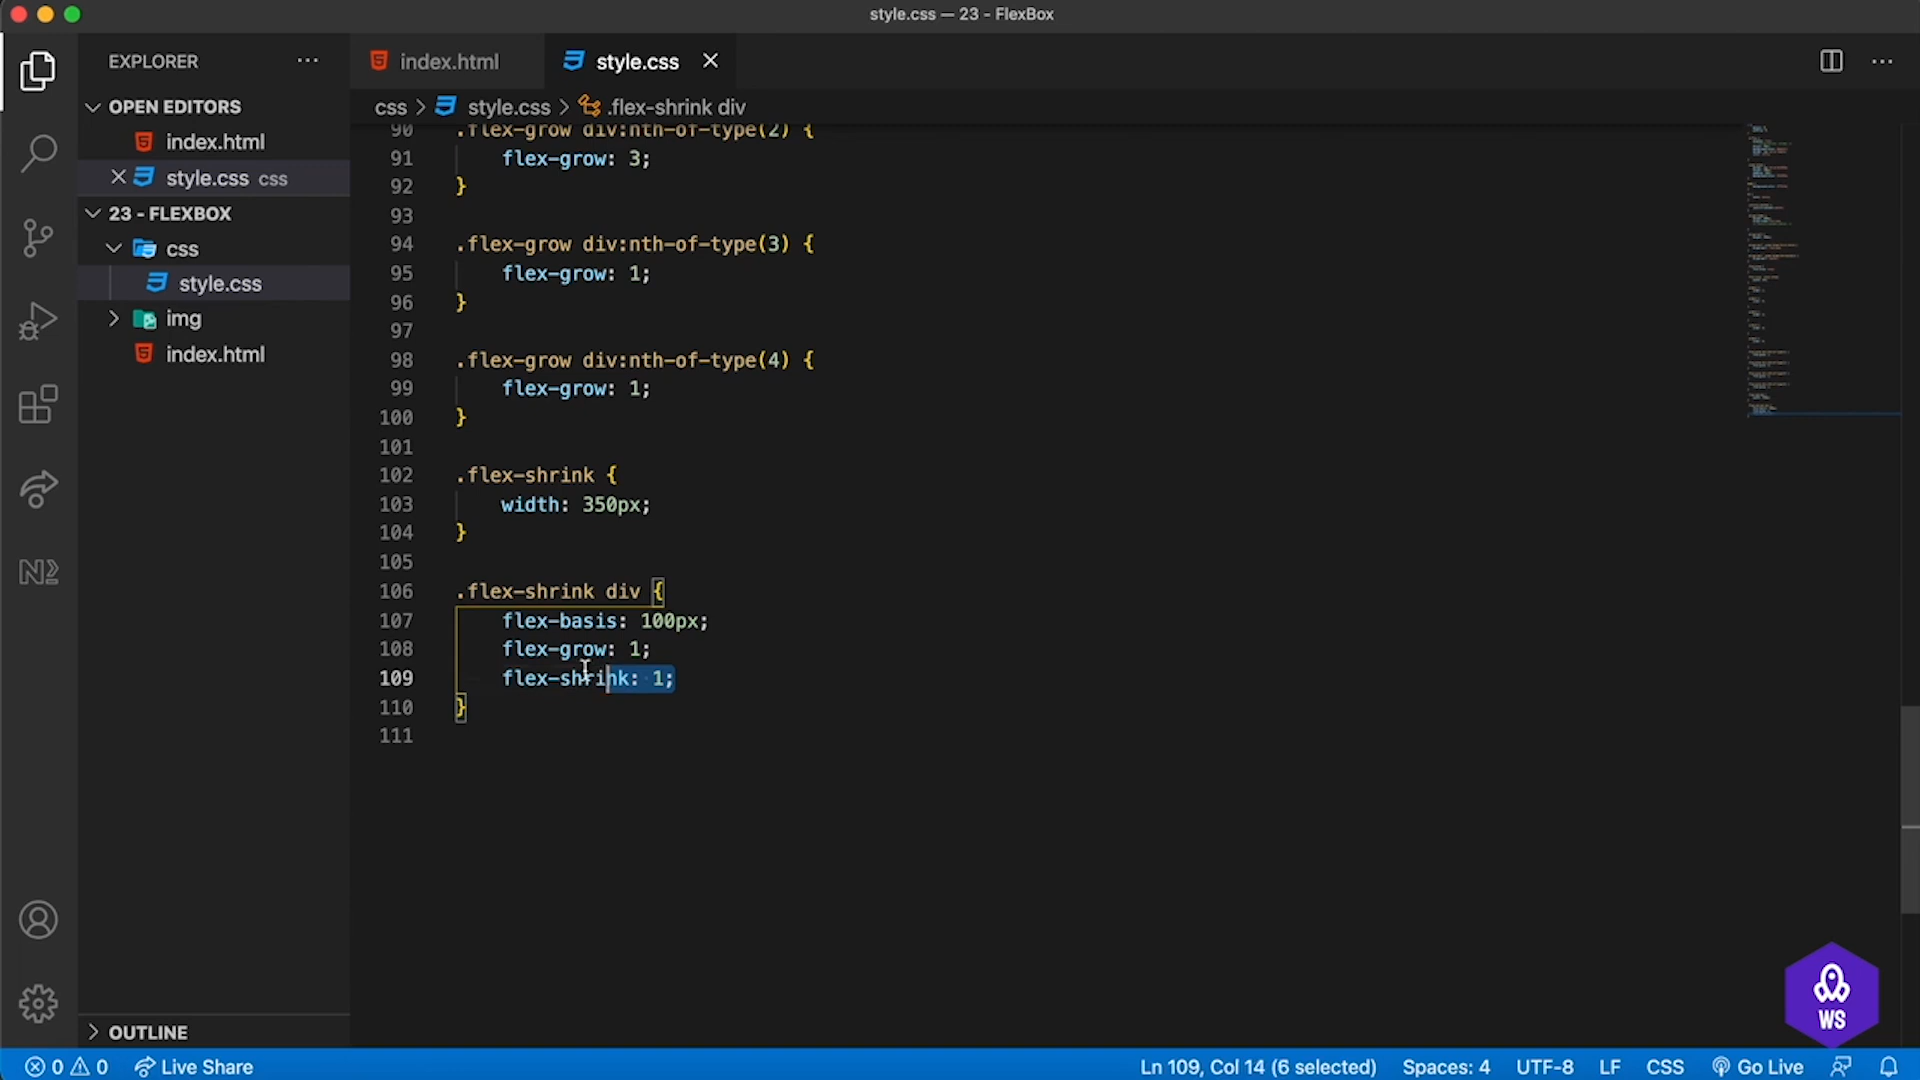 style.css — 23 - FlexBox
EXPLORER
index.html
style.css
OPEN EDITORS
index.html
style.css css
23 - FLEXBOX
css
style.css
img
index.html
OUTLINE
css > style.css > .flex-shrink div
90 .flex-grow div:nth-of-type(2) {
91 flex-grow: 3;
92 }
93
94 .flex-grow div:nth-of-type(3) {
95 flex-grow: 1;
96 }
97
98 .flex-grow div:nth-of-type(4) {
99 flex-grow: 1;
100 }
101
102 .flex-shrink {
103 width: 350px;
104 }
105
106 .flex-shrink div {
107 flex-basis: 100px;
108 flex-grow: 1;
109 flex-shrink: 1;
110 }
111
WS
0 0 Live Share Ln 109, Col 14 (6 selected) Spaces: 4 UTF-8 LF CSS Go Live